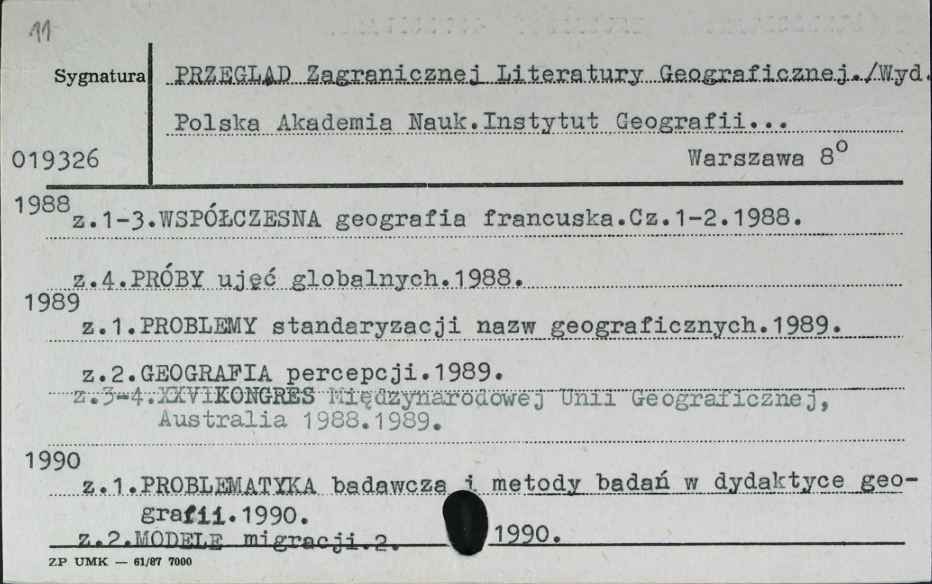 11
Sygnatura
PRZEGLĄD Zagranicznej Literatury Geograficznej./Wyd.
Polska Akademia Nauk.Instytut Geografii...
019326
Warszawa 8º
1988
z.1-3.WSPÓŁCZESNA geografia francuska.Cz.1-2.1988.
z.4.PRÓBY ujęć globalnych.1988.
1989
z.1.PROBLEMY standaryzacji nazw geograficznych.1989.
z.2.GEOGRAFIA percepcji.1989.
z.3-4.XXVIKONGRES Międzynarodowej Unii Geograficznej,
Australia 1988.1989.
1990
z.1.PROBLEMATYKA badawcza i metody badań w dydaktyce geo-
grafii.1990.
z.2.MODELE migracji.2. 1990.
ZP UMK — 61/87 7000